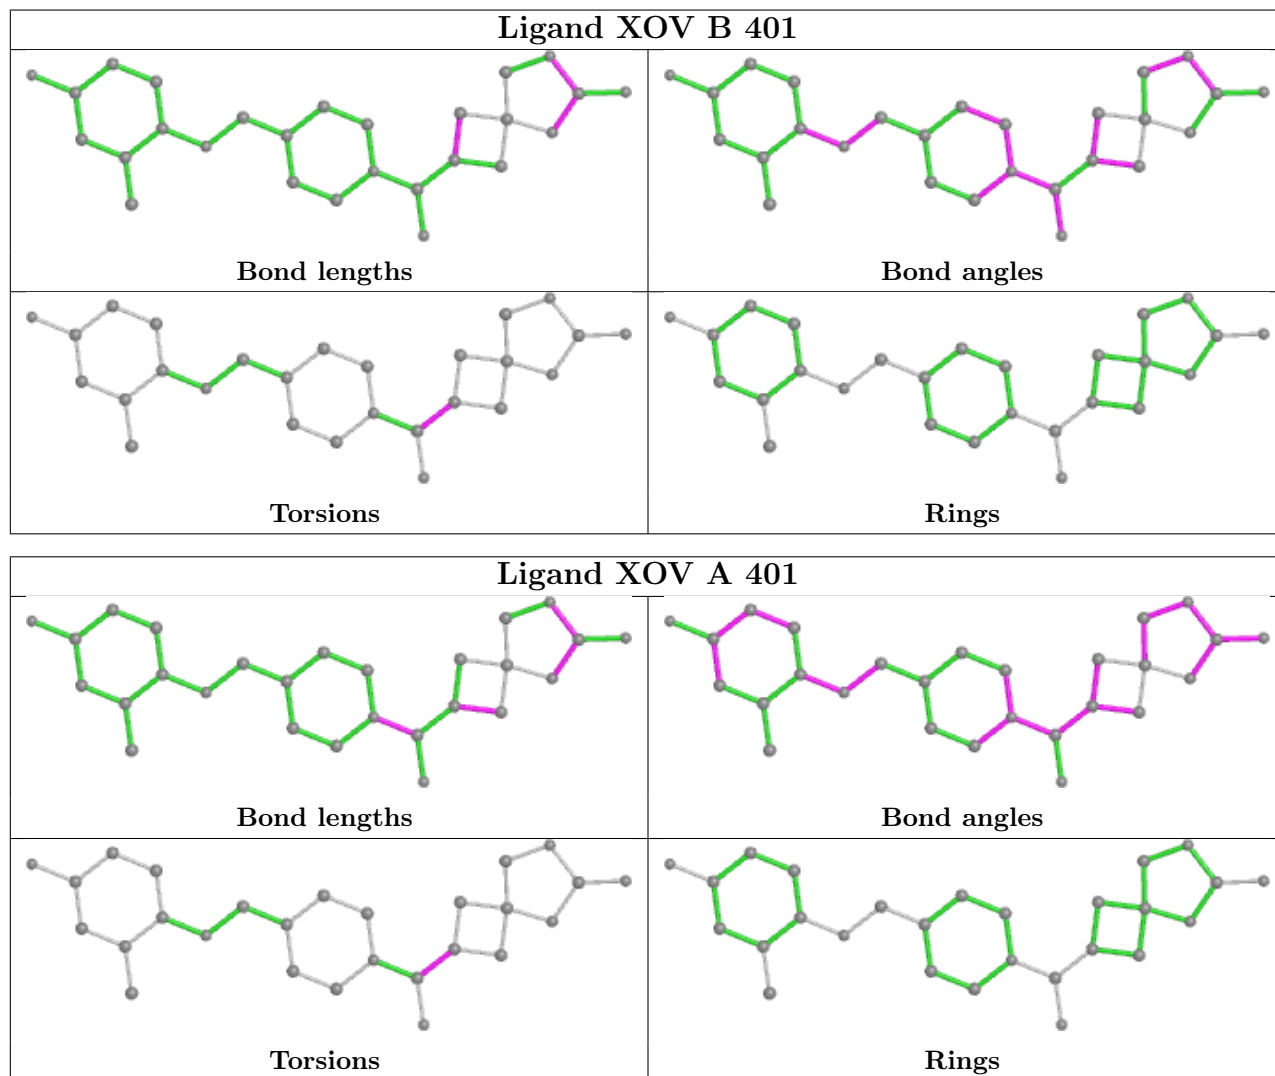 Ligand XOV B 401
Bond lengths
Bond angles
Torsions
Rings
Ligand XOV A 401
Bond lengths
Bond angles
Torsions
Rings